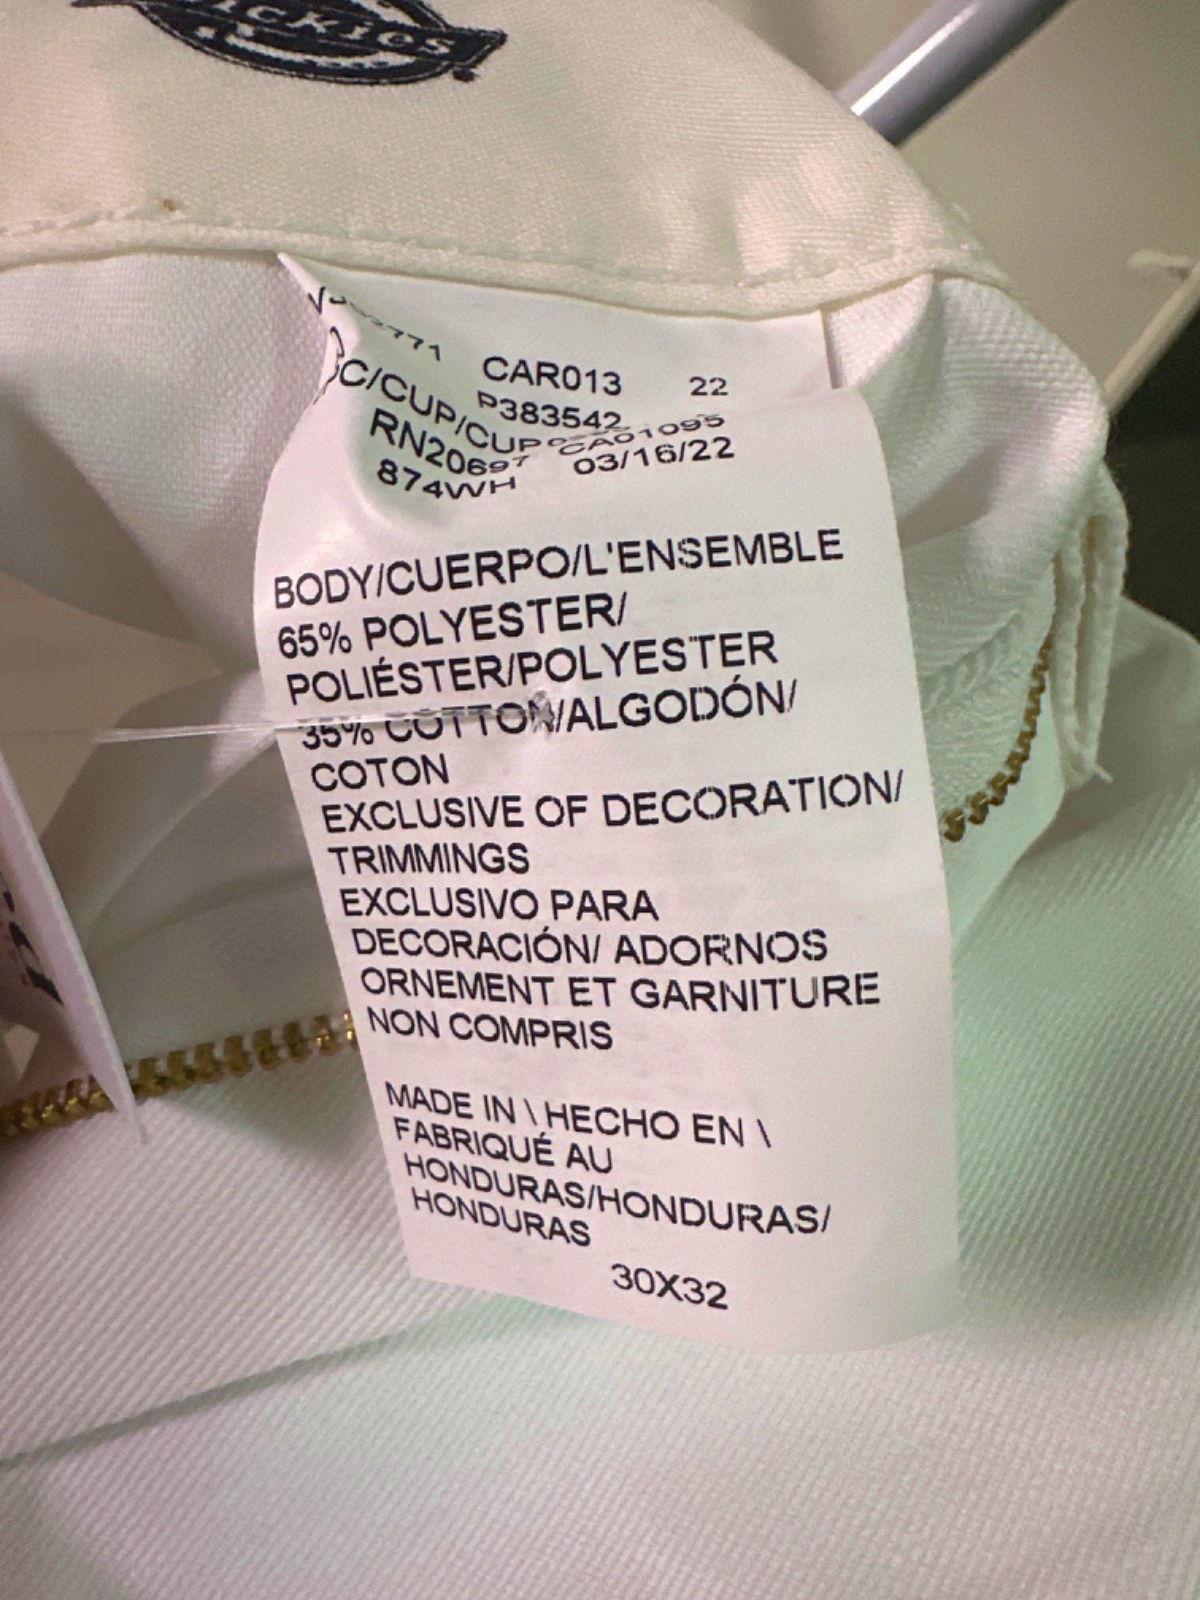 Dickies
CAR013 22
P383542
C/CUP/CUP CA01095
RN20697 03/16/22
874WH
BODY/CUERPO/L'ENSEMBLE
65% POLYESTER/
POLIÉSTER/POLYESTER
35% COTTON/ALGODÓN/
COTON
EXCLUSIVE OF DECORATION/
TRIMMINGS
EXCLUSIVO PARA
DECORACIÓN/ ADORNOS
ORNEMENT ET GARNITURE
NON COMPRIS
MADE IN \ HECHO EN \
FABRIQUÉ AU
HONDURAS/HONDURAS/
HONDURAS
30X32